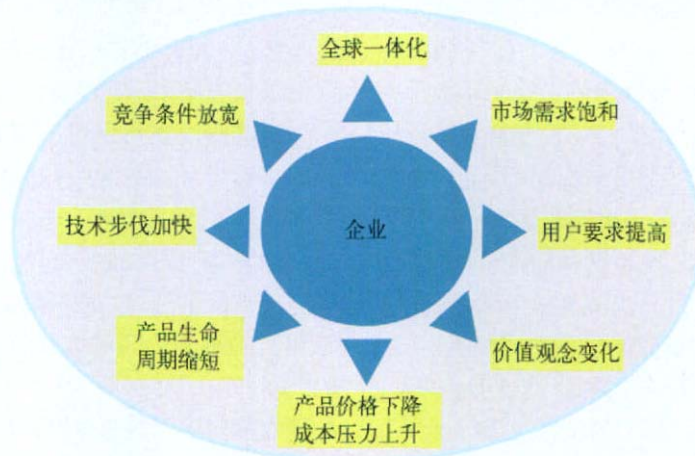 全球一体化
竞争条件放宽
市场需求饱和
技术步伐加快
企业
用户要求提高
产品生命
周期缩短
价值观念变化
产品价格下降
成本压力上升